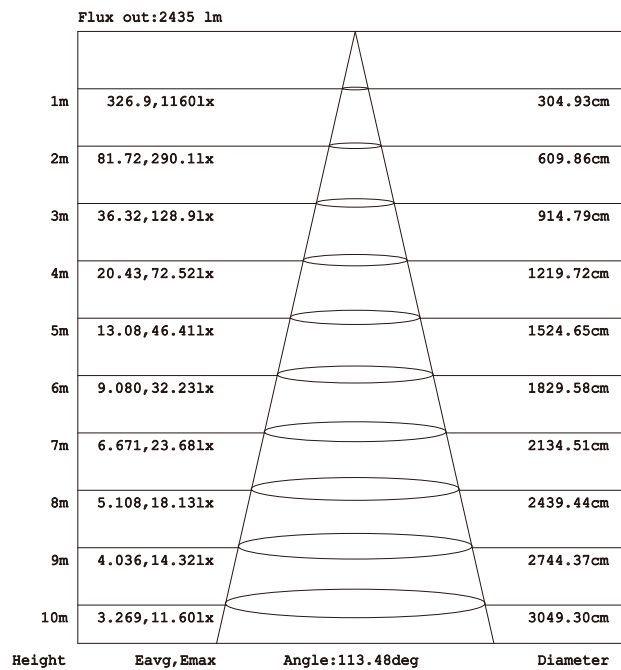 Flux out:2435 lm
1m 326.9,1160lx 304.93cm
2m 81.72,290.1lx 609.86cm
3m 36.32,128.9lx 914.79cm
4m 20.43,72.52lx 1219.72cm
5m 13.08,46.41lx 1524.65cm
6m 9.080,32.23lx 1829.58cm
7m 6.671,23.68lx 2134.51cm
8m 5.108,18.13lx 2439.44cm
9m 4.036,14.32lx 2744.37cm
10m 3.269,11.60lx 3049.30cm
Height Eavg,Emax Angle:113.48deg Diameter